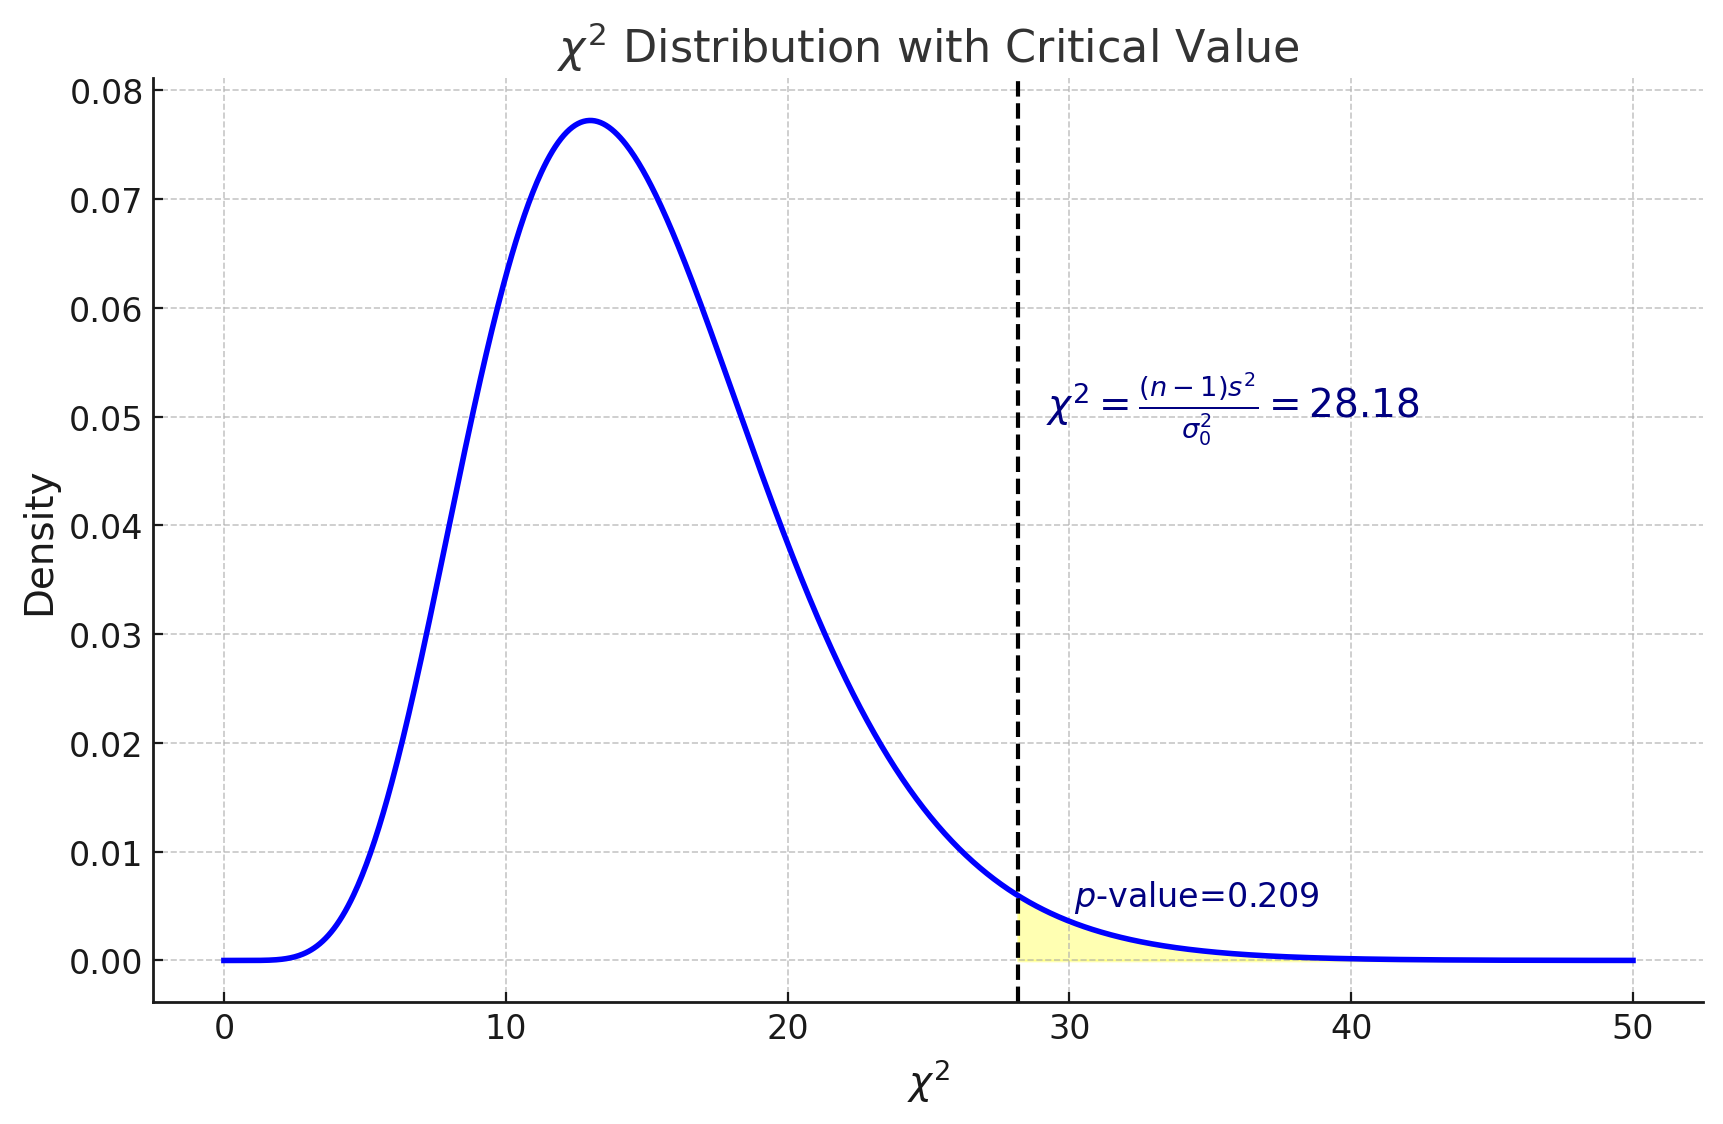 χ² Distribution with Critical Value
Density
0.08
0.07
0.06
0.05
0.04
0.03
0.02
0.01
0.00
χ² = (n − 1)s² / σ₀² = 28.18
p-value=0.209
0 10 20 30 40 50
χ²